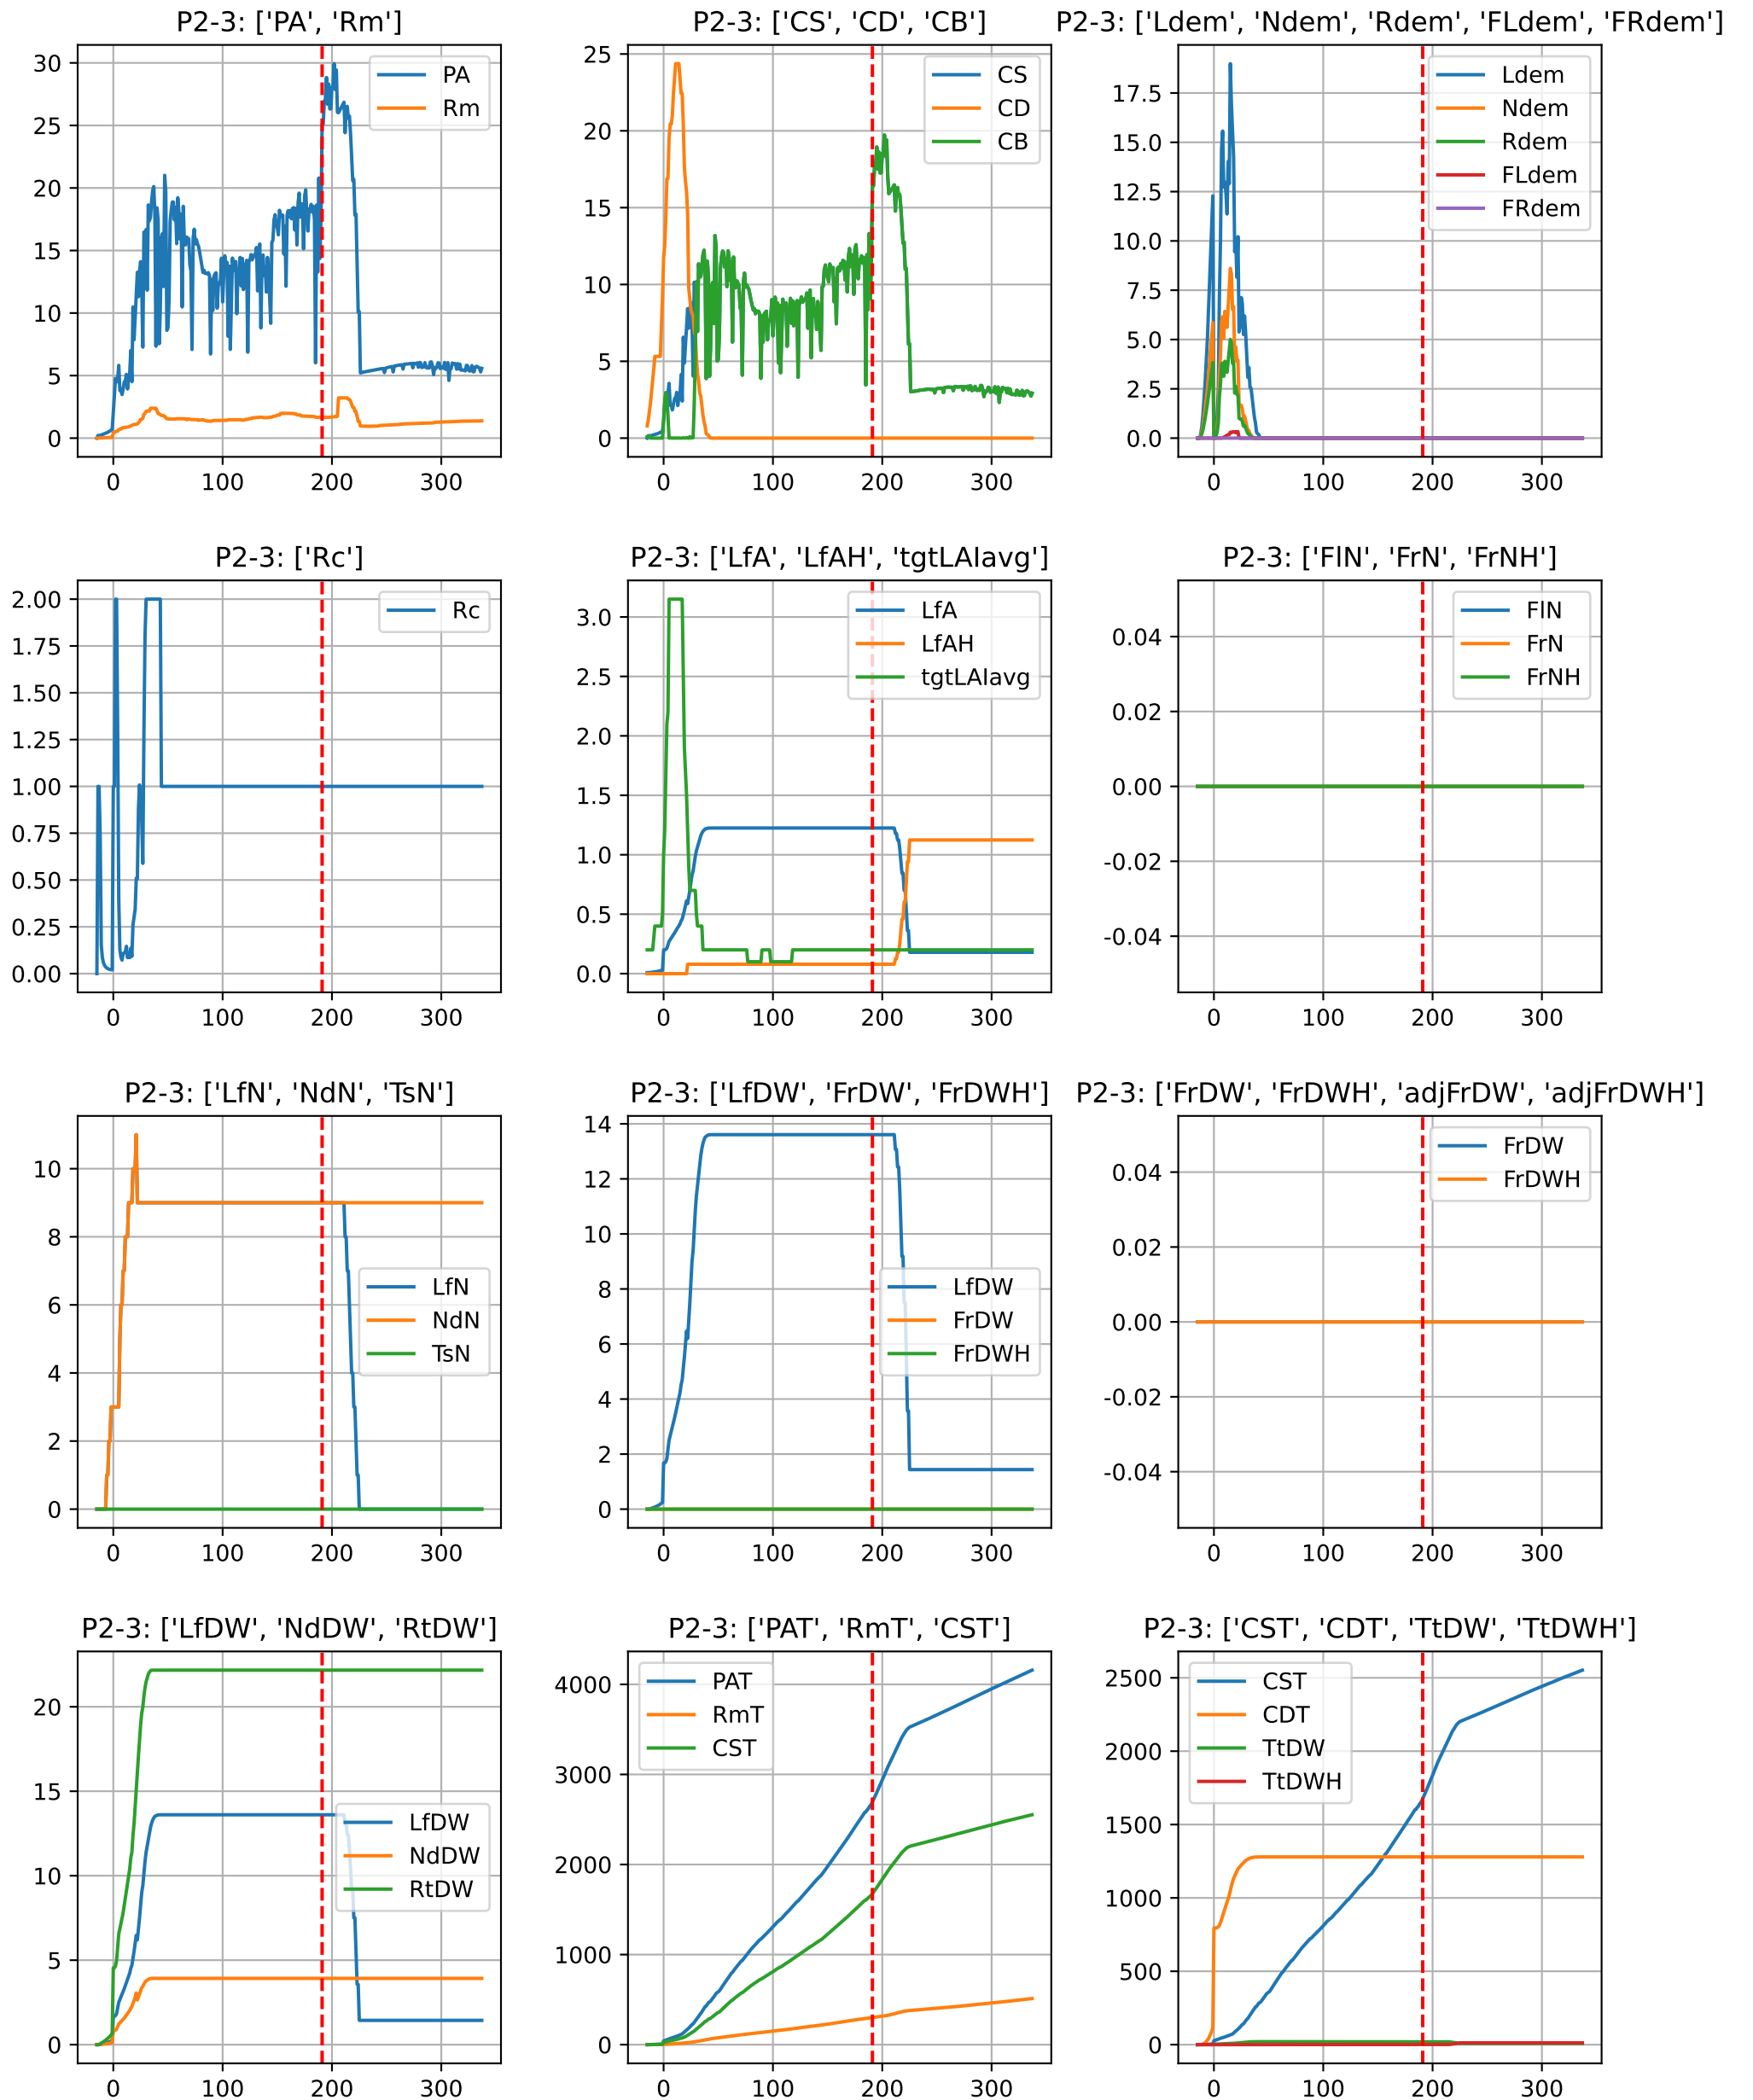 P2-3: ['PA', 'Rm']
30
25
20
15
10
5
0
0 100 200 300
PA
Rm
P2-3: ['CS', 'CD', 'CB']
25
20
15
10
5
0
0 100 200 300
CS
CD
CB
P2-3: ['Ldem', 'Ndem', 'Rdem', 'FLdem', 'FRdem']
17.5
15.0
12.5
10.0
7.5
5.0
2.5
0.0
0 100 200 300
Ldem
Ndem
Rdem
FLdem
FRdem
P2-3: ['Rc']
2.00
1.75
1.50
1.25
1.00
0.75
0.50
0.25
0.00
0 100 200 300
Rc
P2-3: ['LfA', 'LfAH', 'tgtLAIavg']
3.0
2.5
2.0
1.5
1.0
0.5
0.0
0 100 200 300
LfA
LfAH
tgtLAIavg
P2-3: ['FlN', 'FrN', 'FrNH']
0.04
0.02
0.00
-0.02
-0.04
0 100 200 300
FlN
FrN
FrNH
P2-3: ['LfN', 'NdN', 'TsN']
10
8
6
4
2
0
0 100 200 300
LfN
NdN
TsN
P2-3: ['LfDW', 'FrDW', 'FrDWH']
14
12
10
8
6
4
2
0
0 100 200 300
LfDW
FrDW
FrDWH
P2-3: ['FrDW', 'FrDWH', 'adjFrDW', 'adjFrDWH']
0.04
0.02
0.00
-0.02
-0.04
0 100 200 300
FrDW
FrDWH
P2-3: ['LfDW', 'NdDW', 'RtDW']
20
15
10
5
0
0 100 200 300
LfDW
NdDW
RtDW
P2-3: ['PAT', 'RmT', 'CST']
4000
3000
2000
1000
0
0 100 200 300
PAT
RmT
CST
P2-3: ['CST', 'CDT', 'TtDW', 'TtDWH']
2500
2000
1500
1000
500
0
0 100 200 300
CST
CDT
TtDW
TtDWH